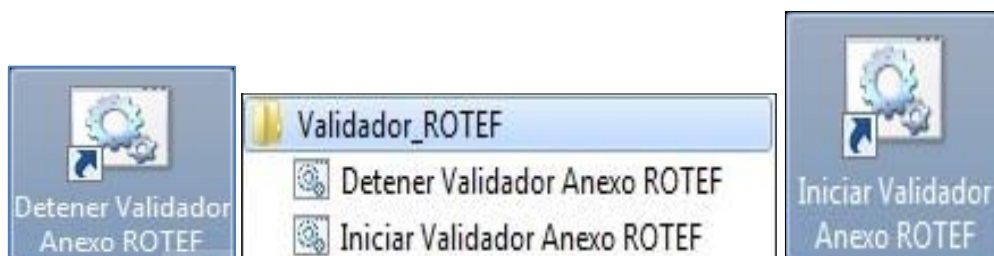 Detener Validador
Anexo ROTEF
Validador_ROTEF
Detener Validador Anexo ROTEF
Iniciar Validador Anexo ROTEF
Iniciar Validador
Anexo ROTEF